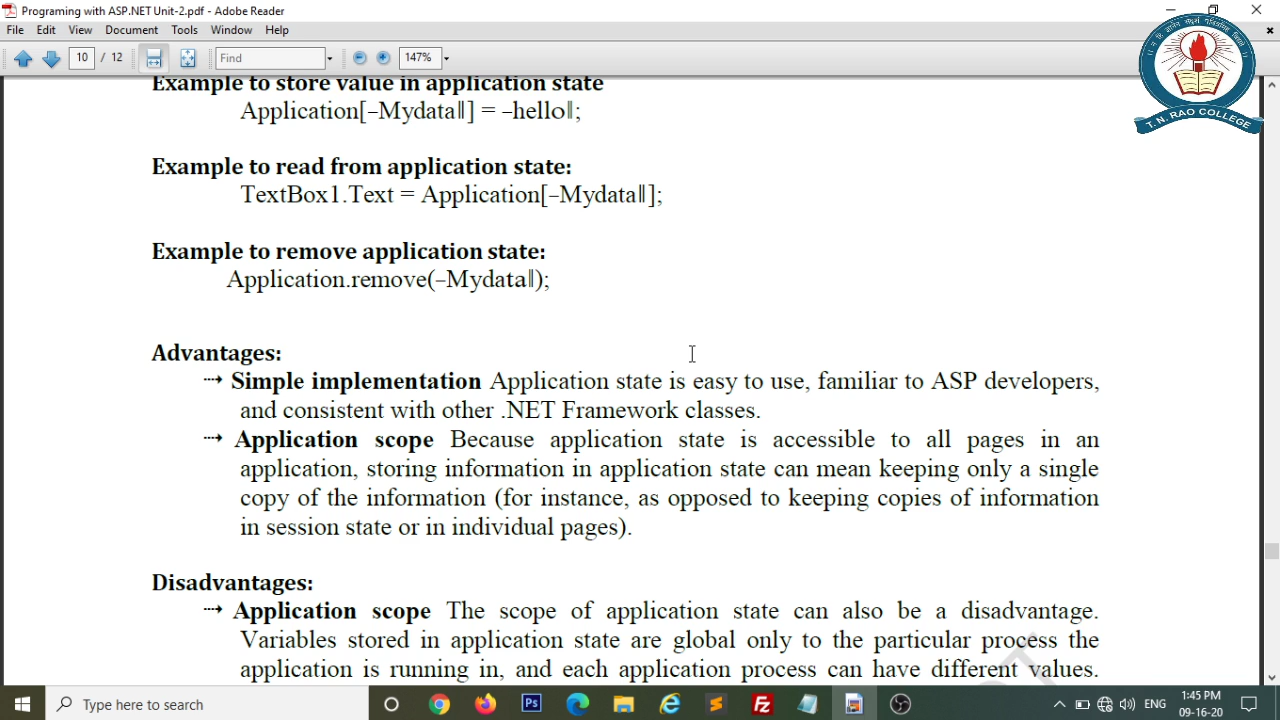 Programing with ASP.NET Unit-2.pdf - Adobe Reader
File Edit View Document Tools Window Help
10 / 12 Find 147%
Example to store value in application state
Application[–Mydata‖] = –hello‖;
Example to read from application state:
TextBox1.Text = Application[–Mydata‖];
Example to remove application state:
Application.remove(–Mydata‖);
Advantages:
⤑ Simple implementation Application state is easy to use, familiar to ASP developers,
and consistent with other .NET Framework classes.
⤑ Application scope Because application state is accessible to all pages in an
application, storing information in application state can mean keeping only a single
copy of the information (for instance, as opposed to keeping copies of information
in session state or in individual pages).
Disadvantages:
⤑ Application scope The scope of application state can also be a disadvantage.
Variables stored in application state are global only to the particular process the
application is running in, and each application process can have different values.
T. N. RAO COLLEGE
Type here to search
Ps
Fz
ENG
1:45 PM
09-16-20